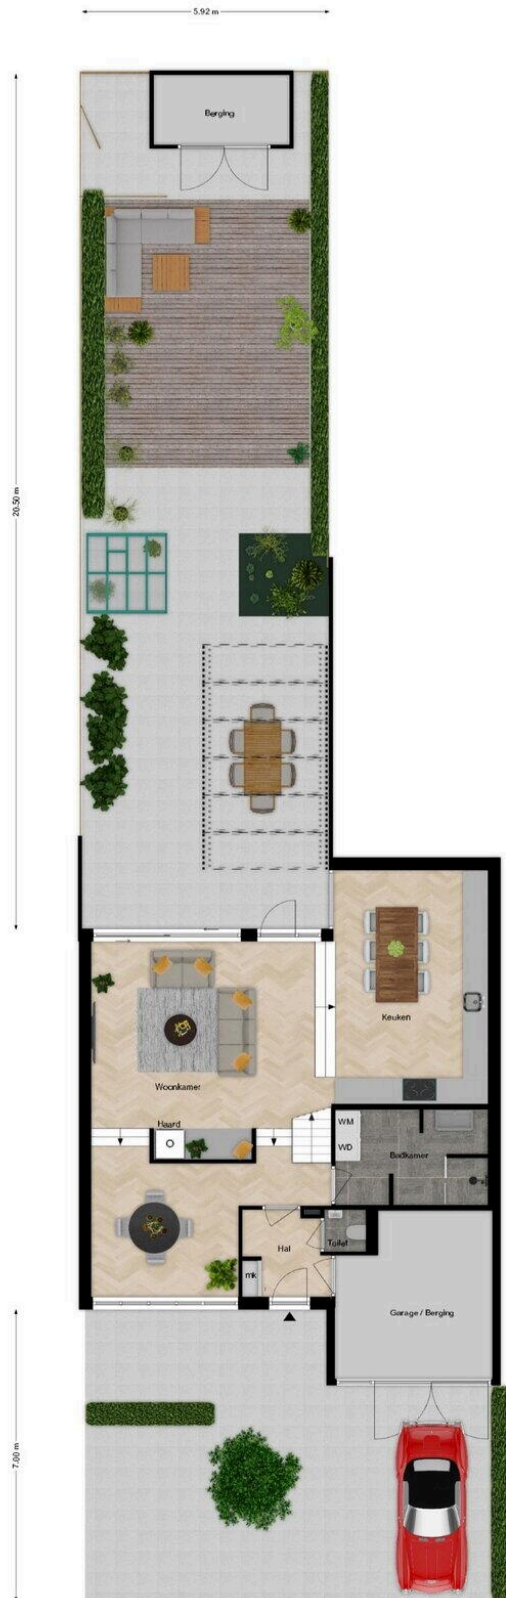 5.92 m
Berging
20.50 m
Keuken
Woonkamer
Haard
WM
WD
Badkamer
Toilet
Hal
mk
Garage / Berging
7.00 m